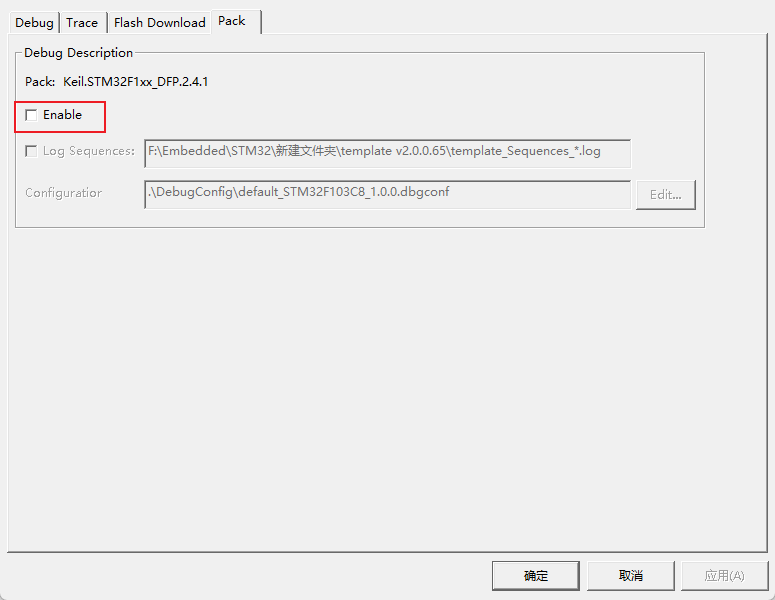 Debug Trace Flash Download Pack
Debug Description
Pack: Keil.STM32F1xx_DFP.2.4.1
Enable
Log Sequences: F:\Embedded\STM32\新建文件夹\template v2.0.0.65\template_Sequences_*.log
Configuratior .\DebugConfig\default_STM32F103C8_1.0.0.dbgconf Edit...
确定 取消 应用(A)